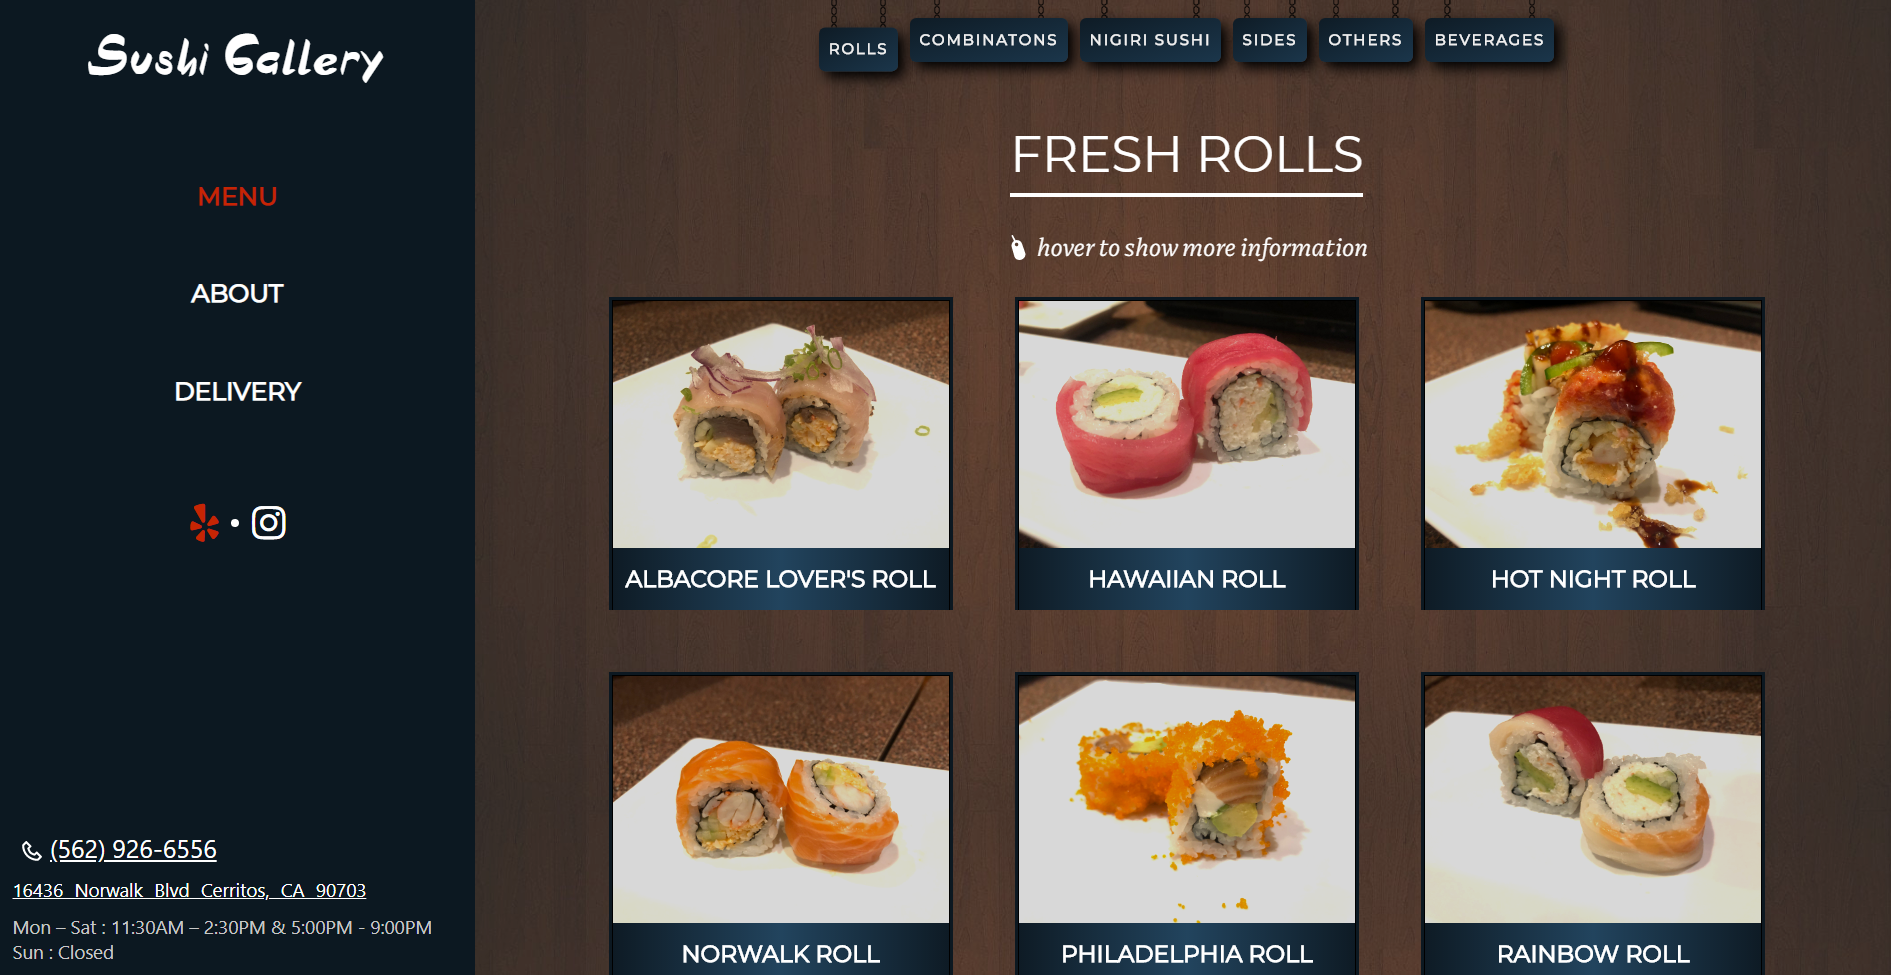 Sushi Gallery
MENU
ABOUT
DELIVERY
(562) 926-6556
16436 Norwalk Blvd Cerritos, CA 90703
Mon – Sat : 11:30AM – 2:30PM & 5:00PM - 9:00PM
Sun : Closed
ROLLS
COMBINATONS
NIGIRI SUSHI
SIDES
OTHERS
BEVERAGES
FRESH ROLLS
hover to show more information
ALBACORE LOVER'S ROLL
HAWAIIAN ROLL
HOT NIGHT ROLL
NORWALK ROLL
PHILADELPHIA ROLL
RAINBOW ROLL